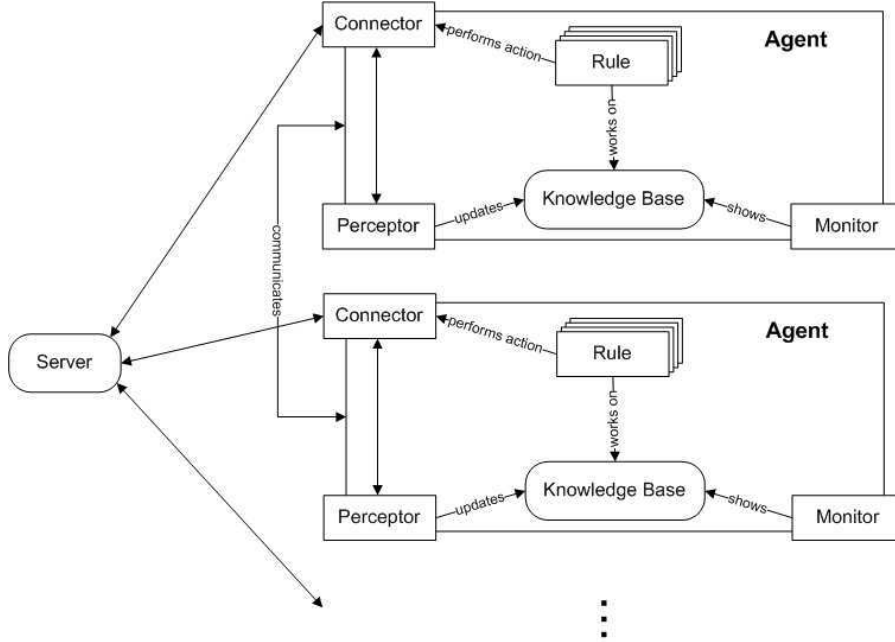 Connector
performs action
Agent
Rule
works on
Knowledge Base
updates
shows
Perceptor
Monitor
communicates
Server
Connector
performs action
Agent
Rule
works on
Knowledge Base
updates
shows
Perceptor
Monitor